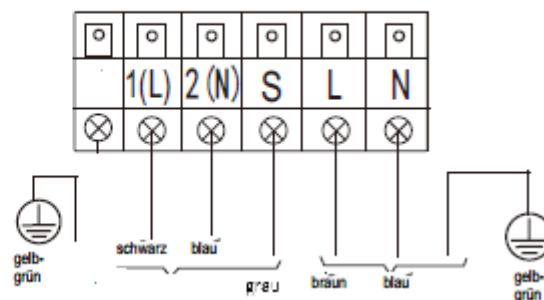 1(L) 2(N) S L N
gelb-
grün
schwarz blau
grau
braun blau
gelb-
grün